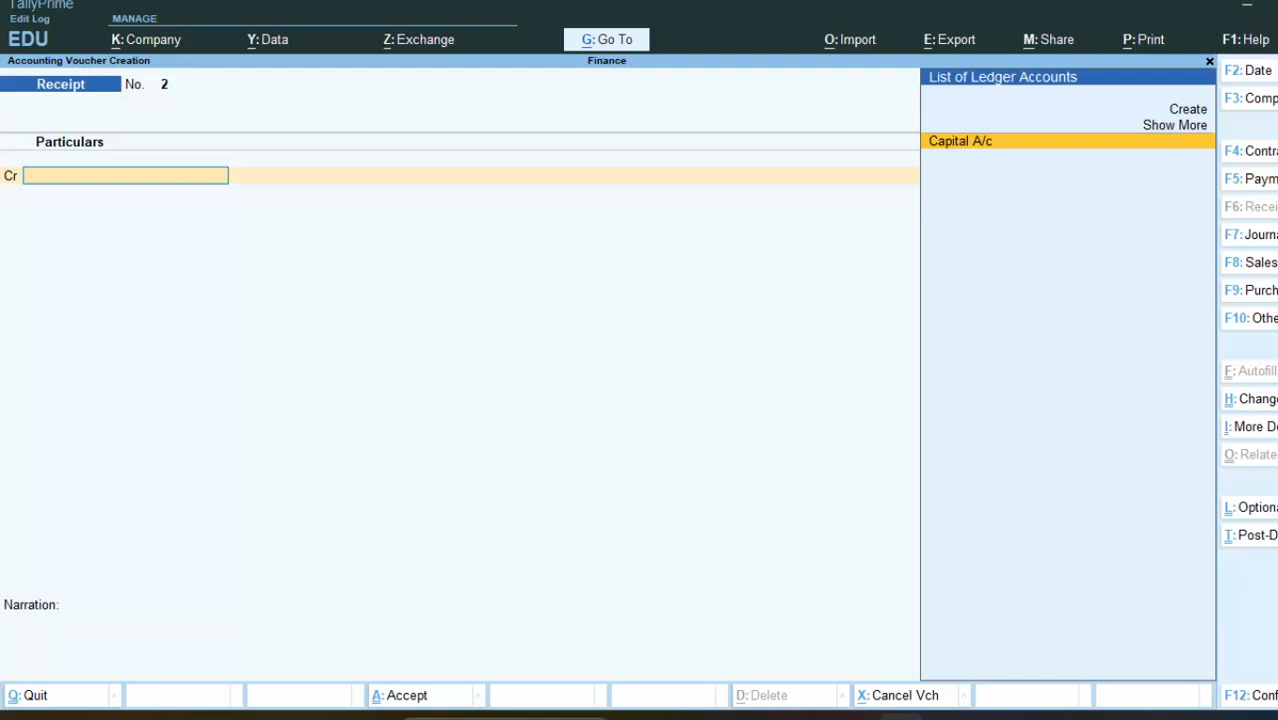 TallyPrime
Edit Log
MANAGE
EDU
K: Company
Y: Data
Z: Exchange
G: Go To
O: Import
E: Export
M: Share
P: Print
F1: Help
Accounting Voucher Creation
Finance
Receipt No. 2
Particulars
Cr
Narration:
List of Ledger Accounts
Create
Show More
Capital A/c
F2: Date
F3: Comp
F4: Contra
F5: Paym
F6: Recei
F7: Journa
F8: Sales
F9: Purch
F10: Othe
F: Autofill
H: Chang
I: More De
O: Relate
L: Optiona
T: Post-D
Q: Quit
A: Accept
D: Delete
X: Cancel Vch
F12: Conf